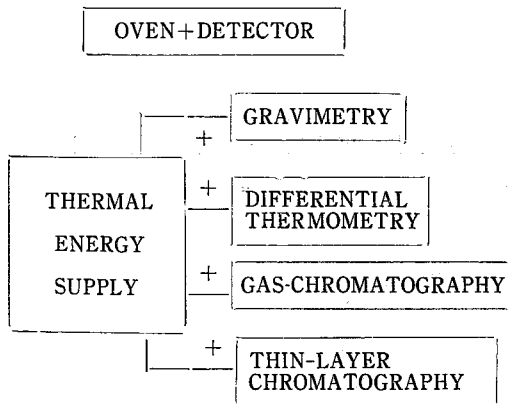 OVEN+DETECTOR
+ GRAVIMETRY
THERMAL
ENERGY
SUPPLY
+ DIFFERENTIAL
THERMOMETRY
+ GAS-CHROMATOGRAPHY
+ THIN-LAYER
CHROMATOGRAPHY